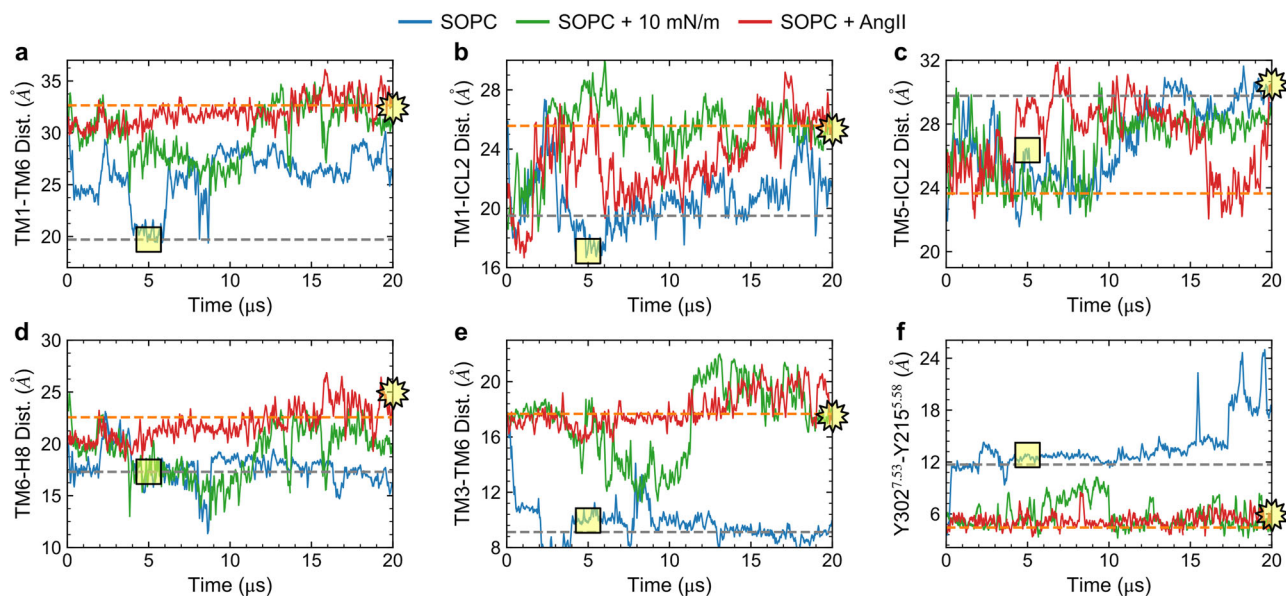 SOPC SOPC + 10 mN/m SOPC + AngII
a b c
TM1-TM6 Dist. (Å)
35
30
25
20
0 5 10 15 20
Time (μs)
TM1-ICL2 Dist. (Å)
28
24
20
16
0 5 10 15 20
Time (μs)
TM5-ICL2 Dist. (Å)
32
28
24
20
0 5 10 15 20
Time (μs)
d e f
TM6-H8 Dist. (Å)
30
25
20
15
10
0 5 10 15 20
Time (μs)
TM3-TM6 Dist. (Å)
20
16
12
8
0 5 10 15 20
Time (μs)
Y302⁷·⁵³-Y215⁵·⁵⁸ Dist. (Å)
24
18
12
6
0 5 10 15 20
Time (μs)